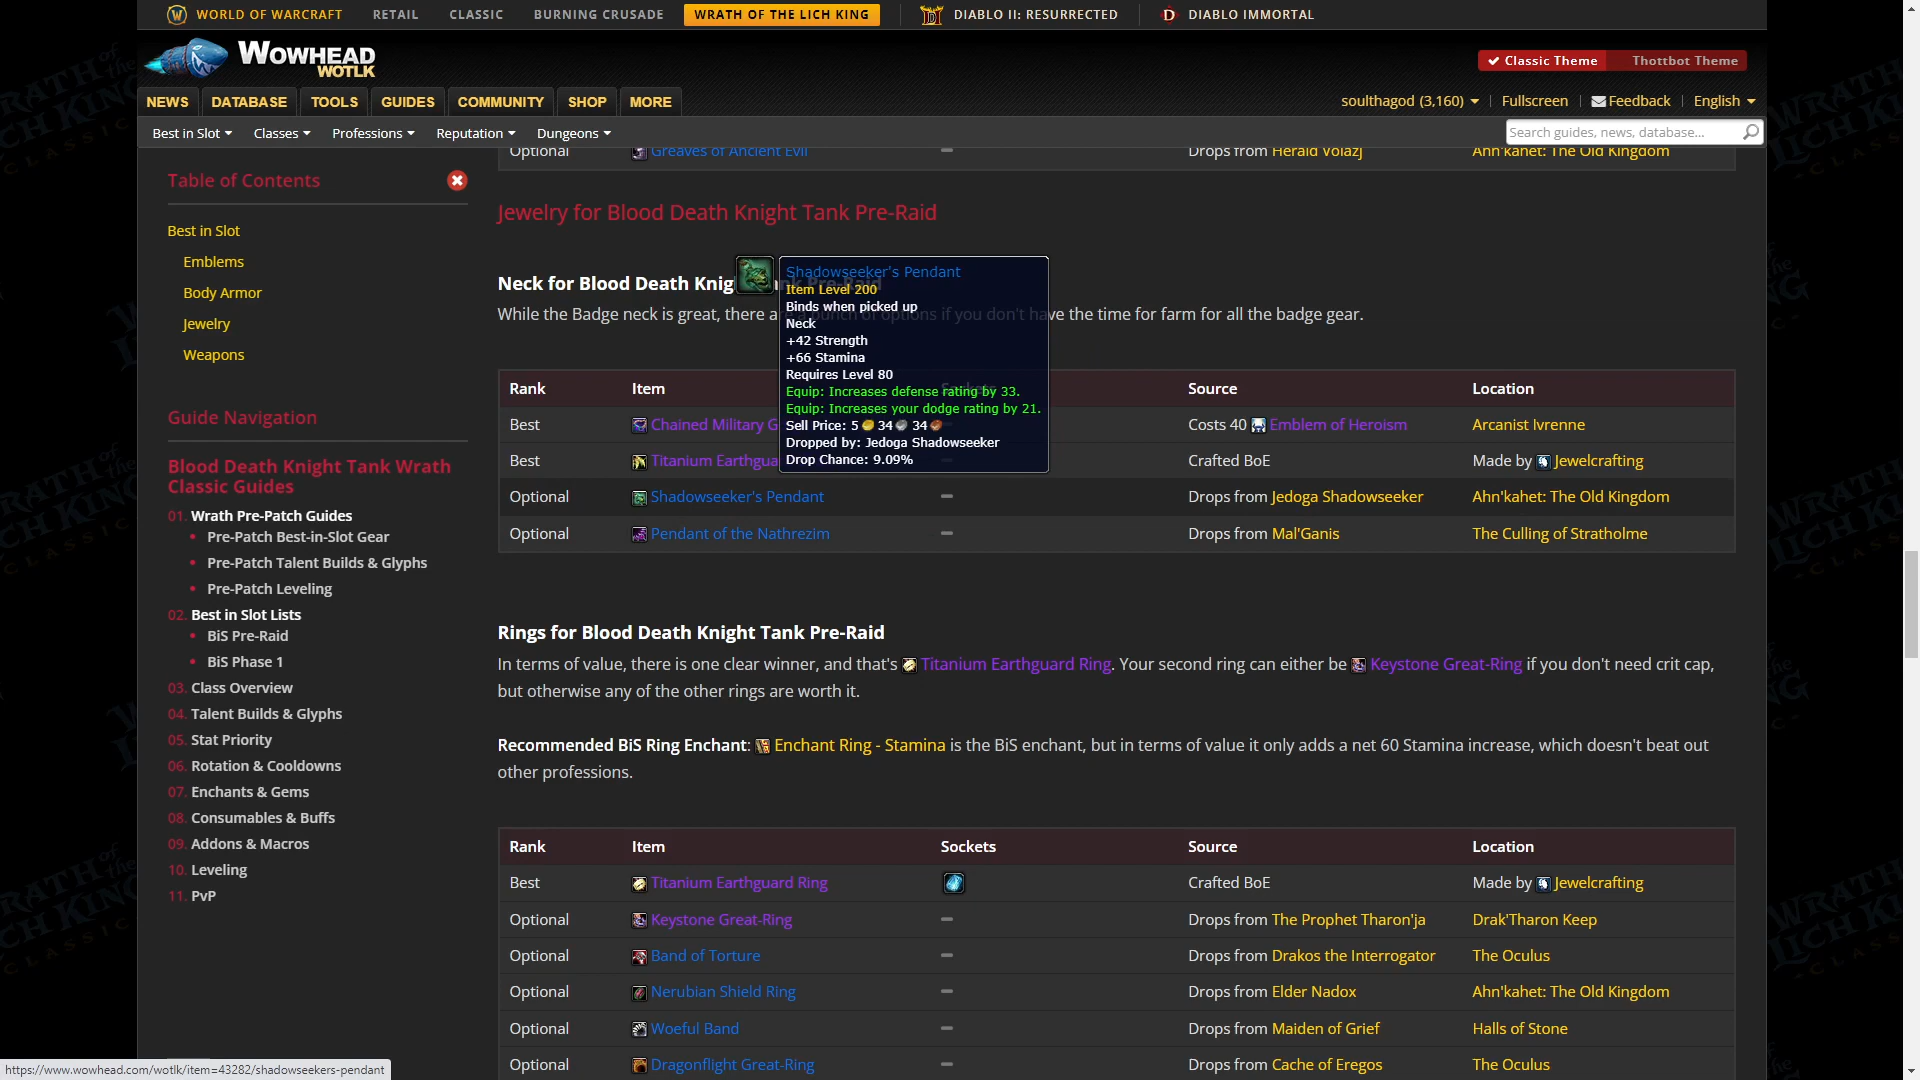 WORLD OF WARCRAFT RETAIL CLASSIC BURNING CRUSADE WRATH OF THE LICH KING DIABLO II: RESURRECTED DIABLO IMMORTAL
WOWHEAD
WOTLK
Classic Theme Thottbot Theme
NEWS DATABASE TOOLS GUIDES COMMUNITY SHOP MORE
soulthagod (3,160) Fullscreen Feedback English
Best in Slot Classes Professions Reputation Dungeons
Search guides, news, database...
Optional Greaves of Ancient Evil Drops from Herald Volazj Ahn'kahet: The Old Kingdom
Table of Contents
Best in Slot
Emblems
Body Armor
Jewelry
Weapons
Guide Navigation
Blood Death Knight Tank Wrath
Classic Guides
01. Wrath Pre-Patch Guides
Pre-Patch Best-in-Slot Gear
Pre-Patch Talent Builds & Glyphs
Pre-Patch Leveling
02. Best in Slot Lists
BiS Pre-Raid
BiS Phase 1
03. Class Overview
04. Talent Builds & Glyphs
05. Stat Priority
06. Rotation & Cooldowns
07. Enchants & Gems
08. Consumables & Buffs
09. Addons & Macros
10. Leveling
11. PvP
Jewelry for Blood Death Knight Tank Pre-Raid
Neck for Blood Death Knight Tank Pre-Raid
While the Badge neck is great, there are a bunch of options if you don't have the time for farm for all the badge gear.
Shadowseeker's Pendant
Item Level 200
Binds when picked up
Neck
+42 Strength
+66 Stamina
Requires Level 80
Equip: Increases defense rating by 33.
Equip: Increases your dodge rating by 21.
Sell Price: 5 34 34
Dropped by: Jedoga Shadowseeker
Drop Chance: 9.09%
Rank Item Sockets Source Location
Best Chained Military G Costs 40 Emblem of Heroism Arcanist Ivrenne
Best Titanium Earthgua Crafted BoE Made by Jewelcrafting
Optional Shadowseeker's Pendant – Drops from Jedoga Shadowseeker Ahn'kahet: The Old Kingdom
Optional Pendant of the Nathrezim – Drops from Mal'Ganis The Culling of Stratholme
Rings for Blood Death Knight Tank Pre-Raid
In terms of value, there is one clear winner, and that's Titanium Earthguard Ring. Your second ring can either be Keystone Great-Ring if you don't need crit cap,
but otherwise any of the other rings are worth it.
Recommended BiS Ring Enchant: Enchant Ring - Stamina is the BiS enchant, but in terms of value it only adds a net 60 Stamina increase, which doesn't beat out
other professions.
Rank Item Sockets Source Location
Best Titanium Earthguard Ring Crafted BoE Made by Jewelcrafting
Optional Keystone Great-Ring – Drops from The Prophet Tharon'ja Drak'Tharon Keep
Optional Band of Torture – Drops from Drakos the Interrogator The Oculus
Optional Nerubian Shield Ring – Drops from Elder Nadox Ahn'kahet: The Old Kingdom
Optional Woeful Band – Drops from Maiden of Grief Halls of Stone
Optional Dragonflight Great-Ring – Drops from Cache of Eregos The Oculus
https://www.wowhead.com/wotlk/item=43282/shadowseekers-pendant